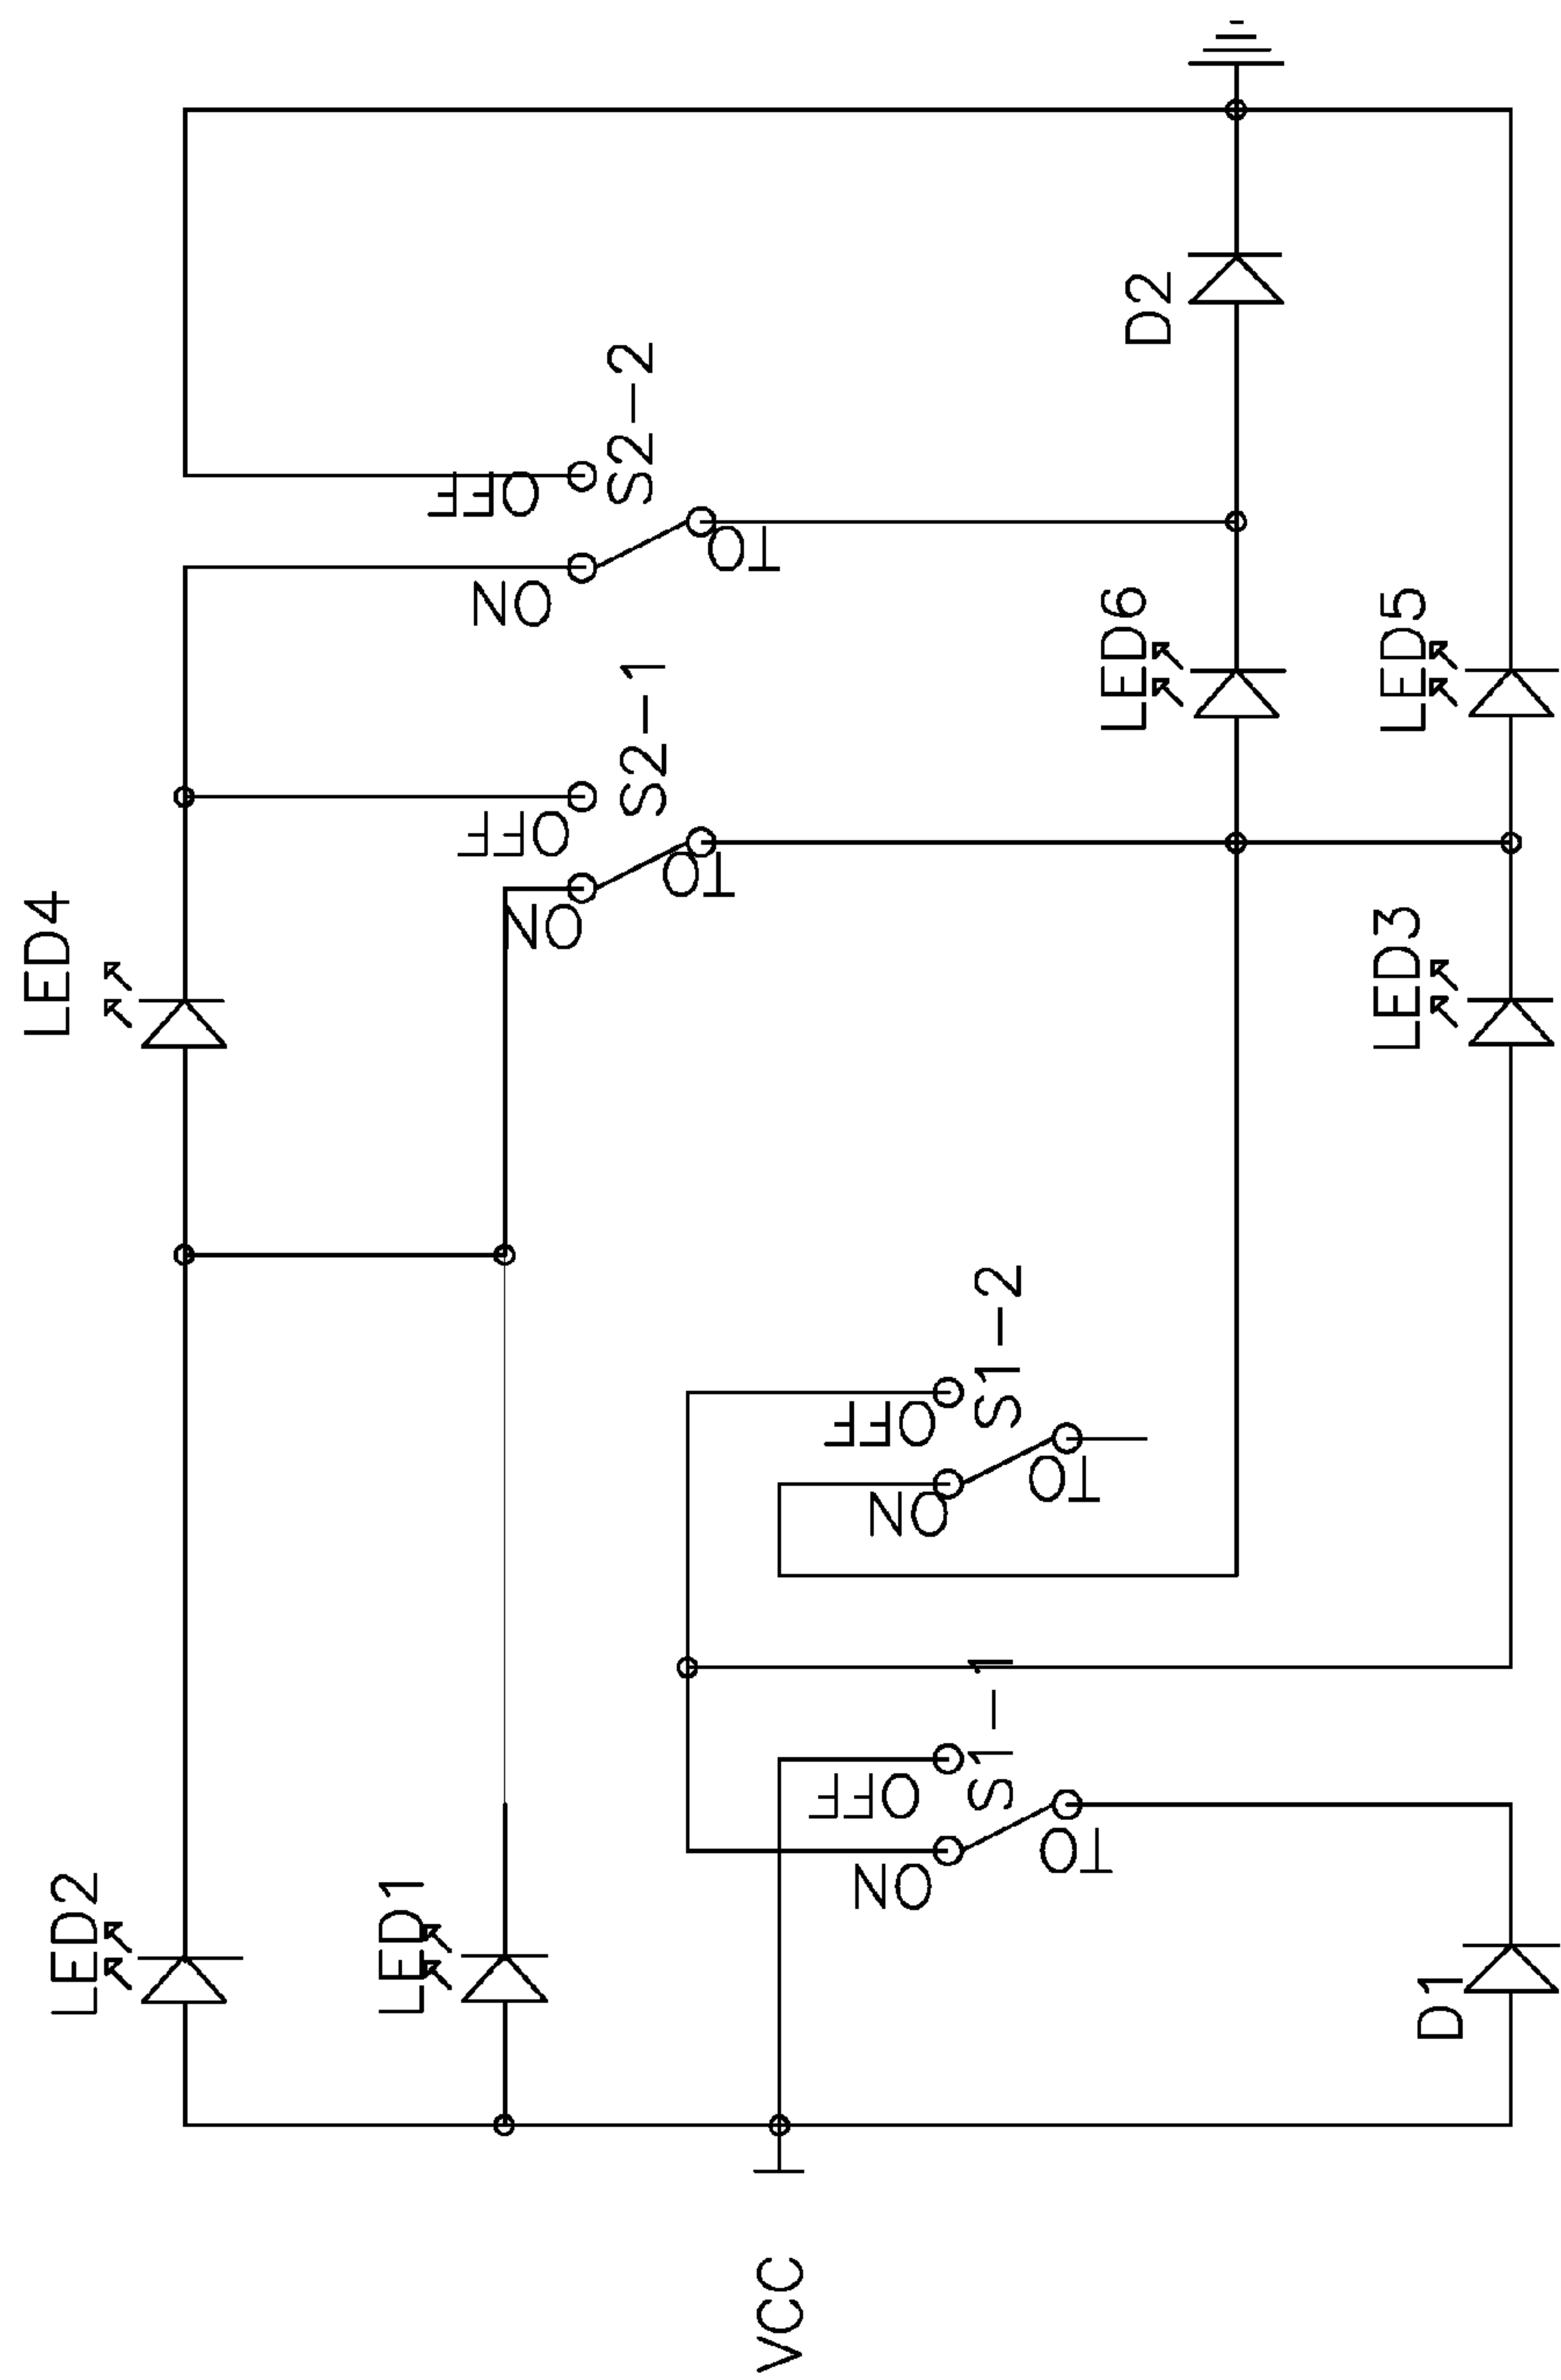 LED4
S2-2
OFF
TO
ON
S2-1
OFF
TO
ON
D2
LED6
LED5
LED3
S1-2
OFF
TO
ON
S1-1
OFF
TO
ON
LED2
LED1
D1
VCC